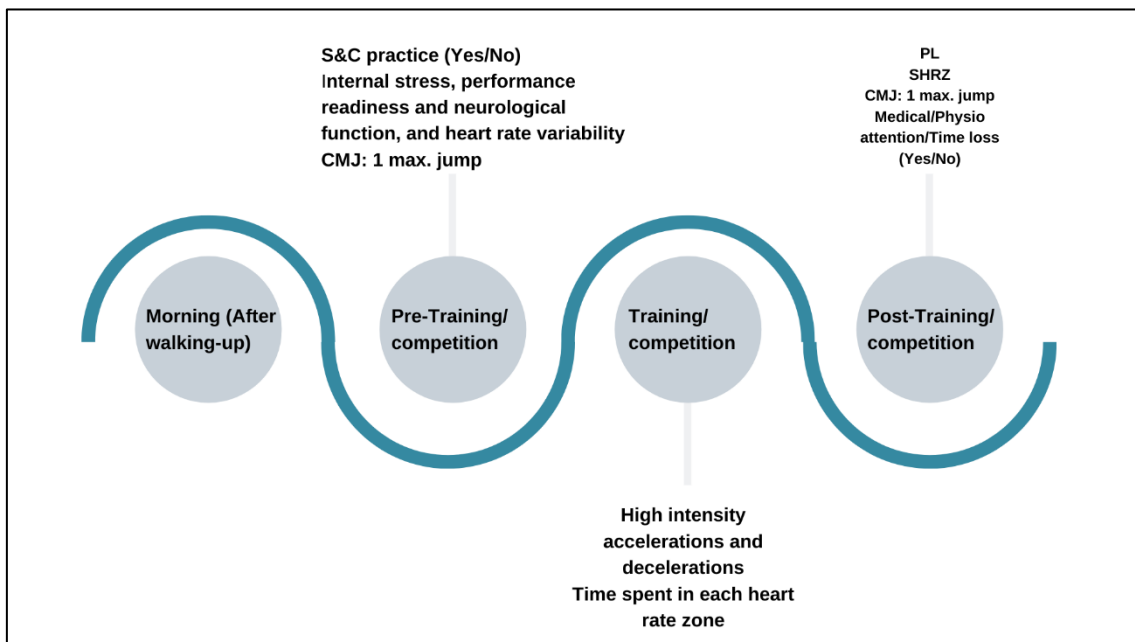 S&C practice (Yes/No)
Internal stress, performance
readiness and neurological
function, and heart rate variability
CMJ: 1 max. jump
PL
SHRZ
CMJ: 1 max. jump
Medical/Physio
attention/Time loss
(Yes/No)
Morning (After
walking-up)
Pre-Training/
competition
Training/
competition
Post-Training/
competition
High intensity
accelerations and
decelerations
Time spent in each heart
rate zone